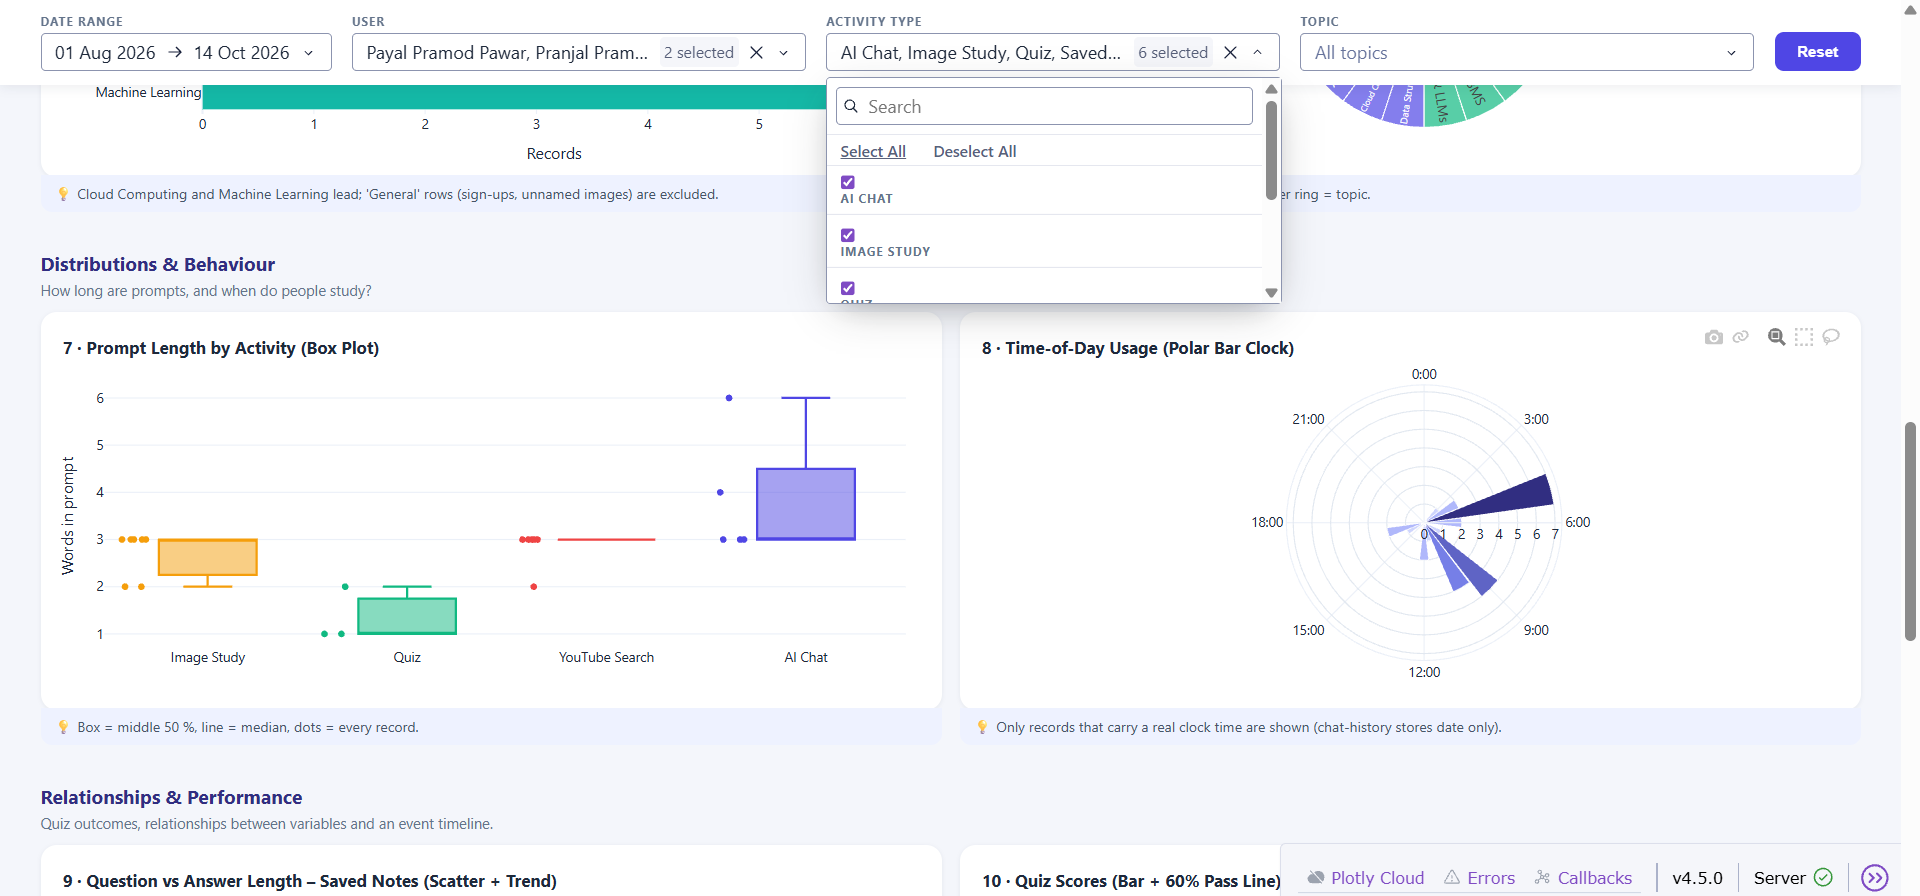 DATE RANGE
USER
ACTIVITY TYPE
TOPIC
01 Aug 2026 → 14 Oct 2026
Payal Pramod Pawar, Pranjal Pram... 2 selected
AI Chat, Image Study, Quiz, Saved... 6 selected
All topics
Reset
Search
Select All Deselect All
AI CHAT
IMAGE STUDY
QUIZ
Machine Learning
0 1 2 3 4 5
Records
Data Stru
LLMs
💡 Cloud Computing and Machine Learning lead; 'General' rows (sign-ups, unnamed images) are excluded.
ring = topic.
Distributions & Behaviour
How long are prompts, and when do people study?
7 · Prompt Length by Activity (Box Plot)
Words in prompt
6
5
4
3
2
1
Image Study Quiz YouTube Search AI Chat
💡 Box = middle 50 %, line = median, dots = every record.
8 · Time-of-Day Usage (Polar Bar Clock)
0:00
21:00 3:00
18:00 6:00
0 1 2 3 4 5 6 7
15:00 9:00
12:00
💡 Only records that carry a real clock time are shown (chat-history stores date only).
Relationships & Performance
Quiz outcomes, relationships between variables and an event timeline.
9 · Question vs Answer Length – Saved Notes (Scatter + Trend)
10 · Quiz Scores (Bar + 60% Pass Line)
Plotly Cloud Errors Callbacks v4.5.0 Server